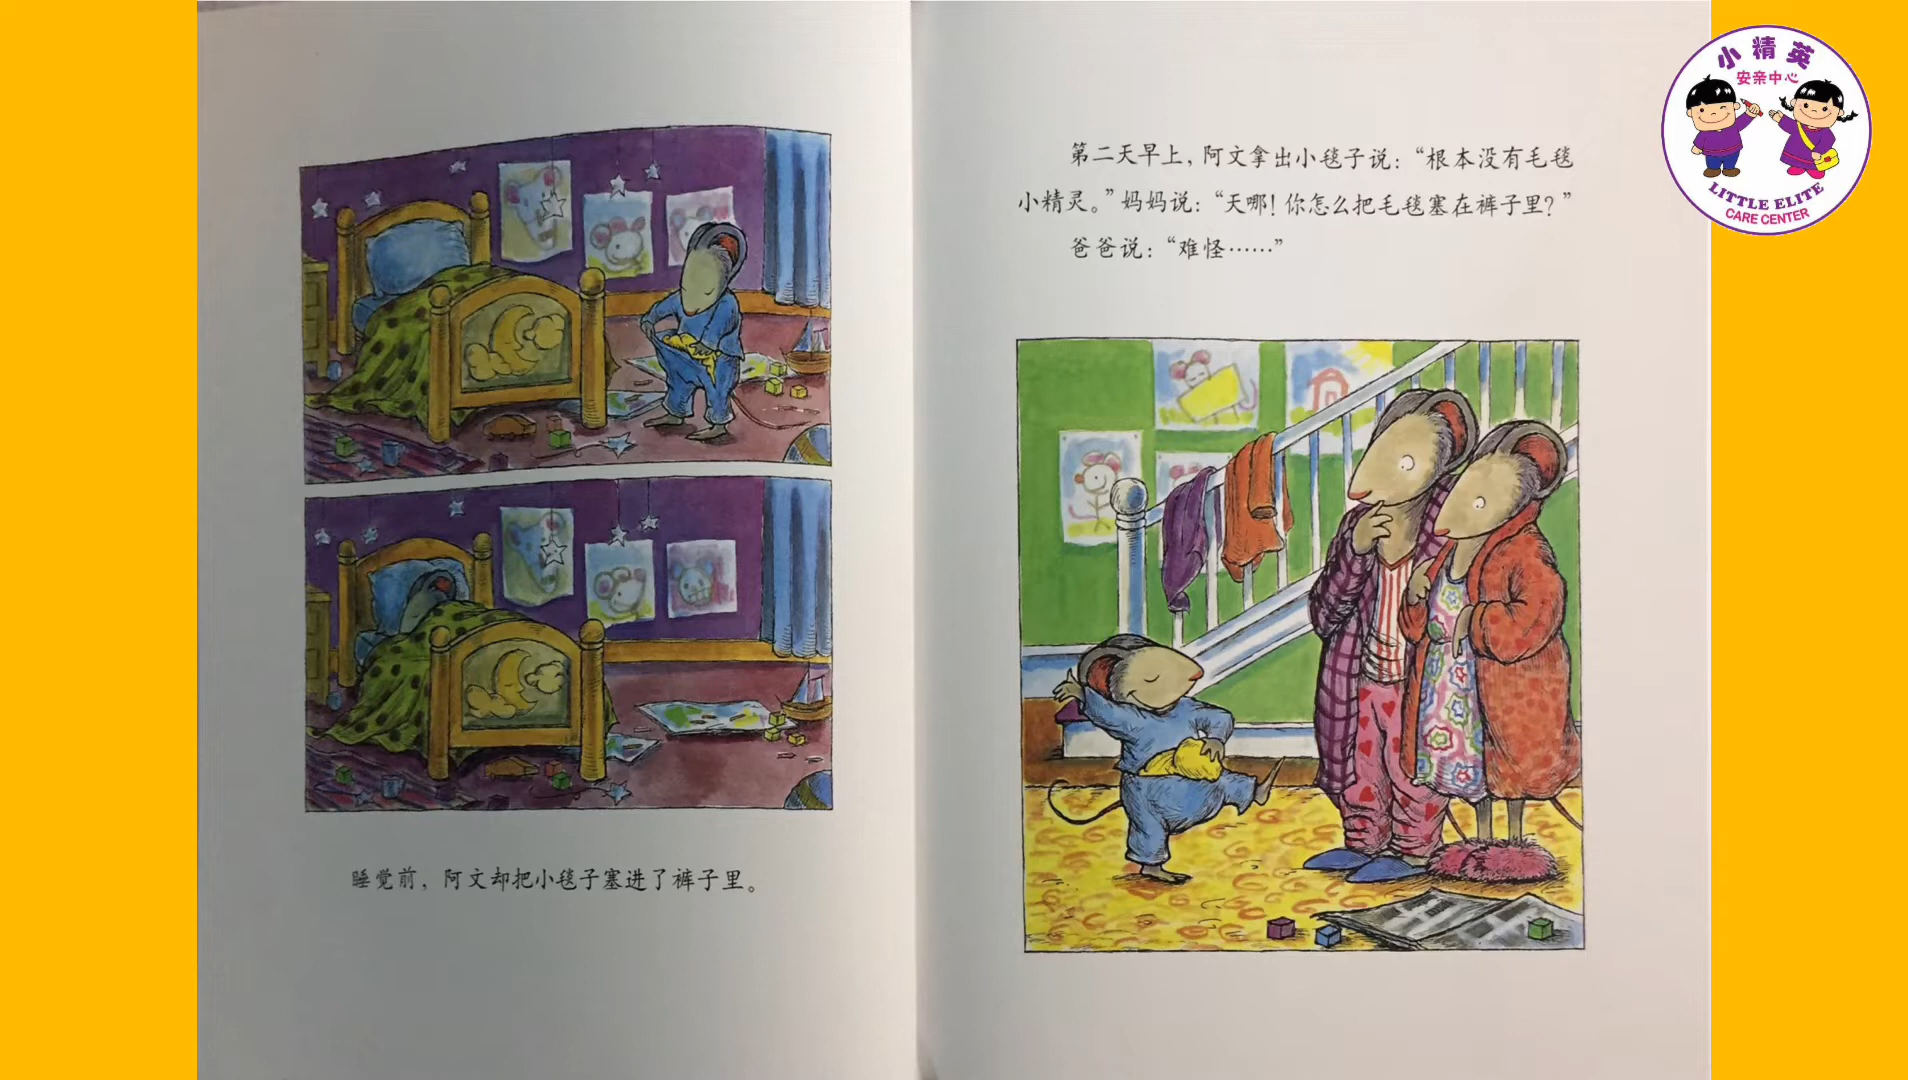 睡觉前，阿文却把小毯子塞进了裤子里。
第二天早上，阿文拿出小毯子说：“根本没有毛毯
小精灵。”妈妈说：“天哪！你怎么把毛毯塞在裤子里？”
爸爸说：“难怪……”
小精英
安亲中心
LITTLE ELITE
CARE CENTER